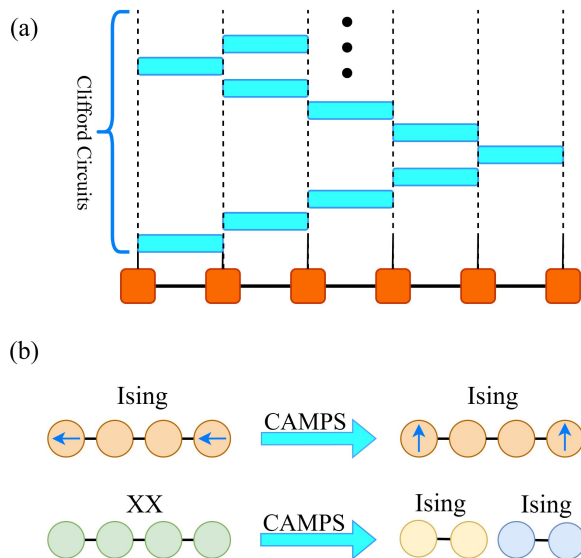 (a)
Clifford Circuits
(b)
Ising
CAMPS
Ising
XX
CAMPS
Ising
Ising